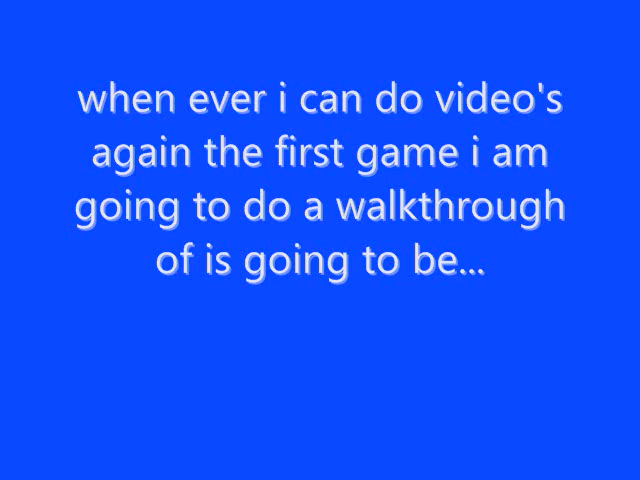 when ever i can do video's
again the first game i am
going to do a walkthrough
of is going to be...